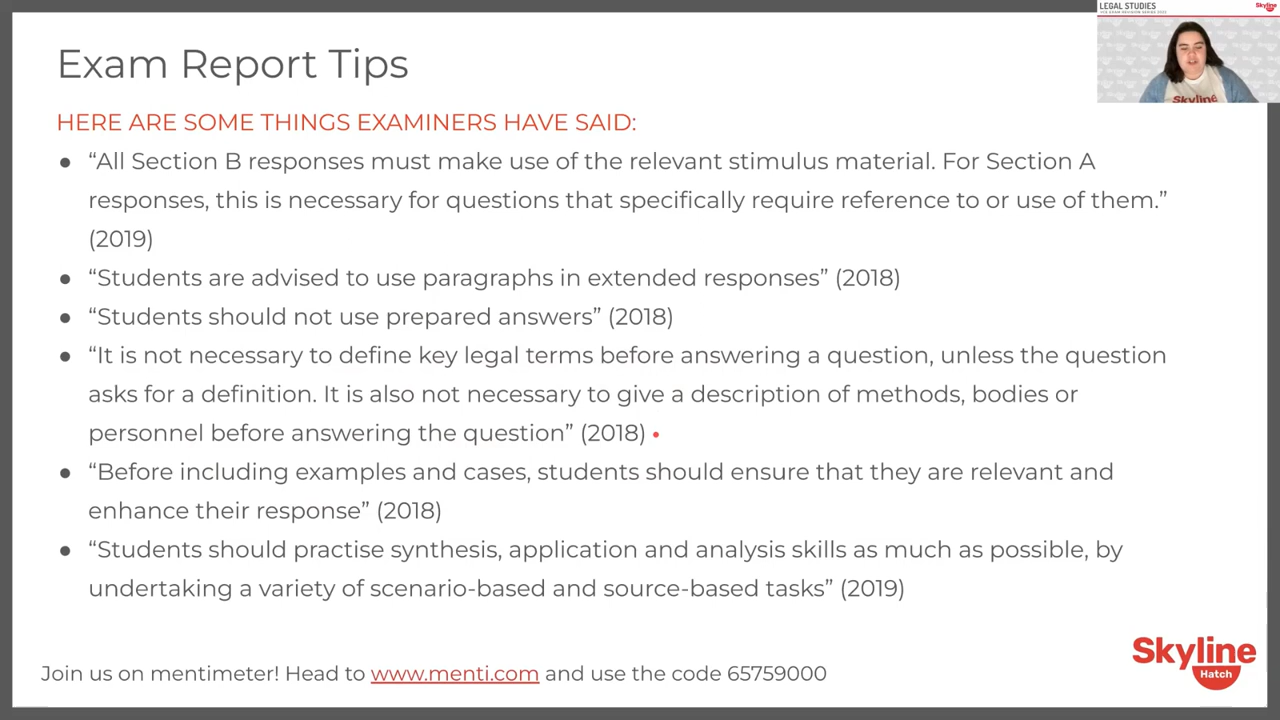 LEGAL STUDIES
Skyline
Exam Report Tips
HERE ARE SOME THINGS EXAMINERS HAVE SAID:
● “All Section B responses must make use of the relevant stimulus material. For Section A
responses, this is necessary for questions that specifically require reference to or use of them.”
(2019)
● “Students are advised to use paragraphs in extended responses” (2018)
● “Students should not use prepared answers” (2018)
● “It is not necessary to define key legal terms before answering a question, unless the question
asks for a definition. It is also not necessary to give a description of methods, bodies or
personnel before answering the question” (2018)
● “Before including examples and cases, students should ensure that they are relevant and
enhance their response” (2018)
● “Students should practise synthesis, application and analysis skills as much as possible, by
undertaking a variety of scenario-based and source-based tasks” (2019)
Join us on mentimeter! Head to www.menti.com and use the code 65759000
Skyline
Hatch
Skyline